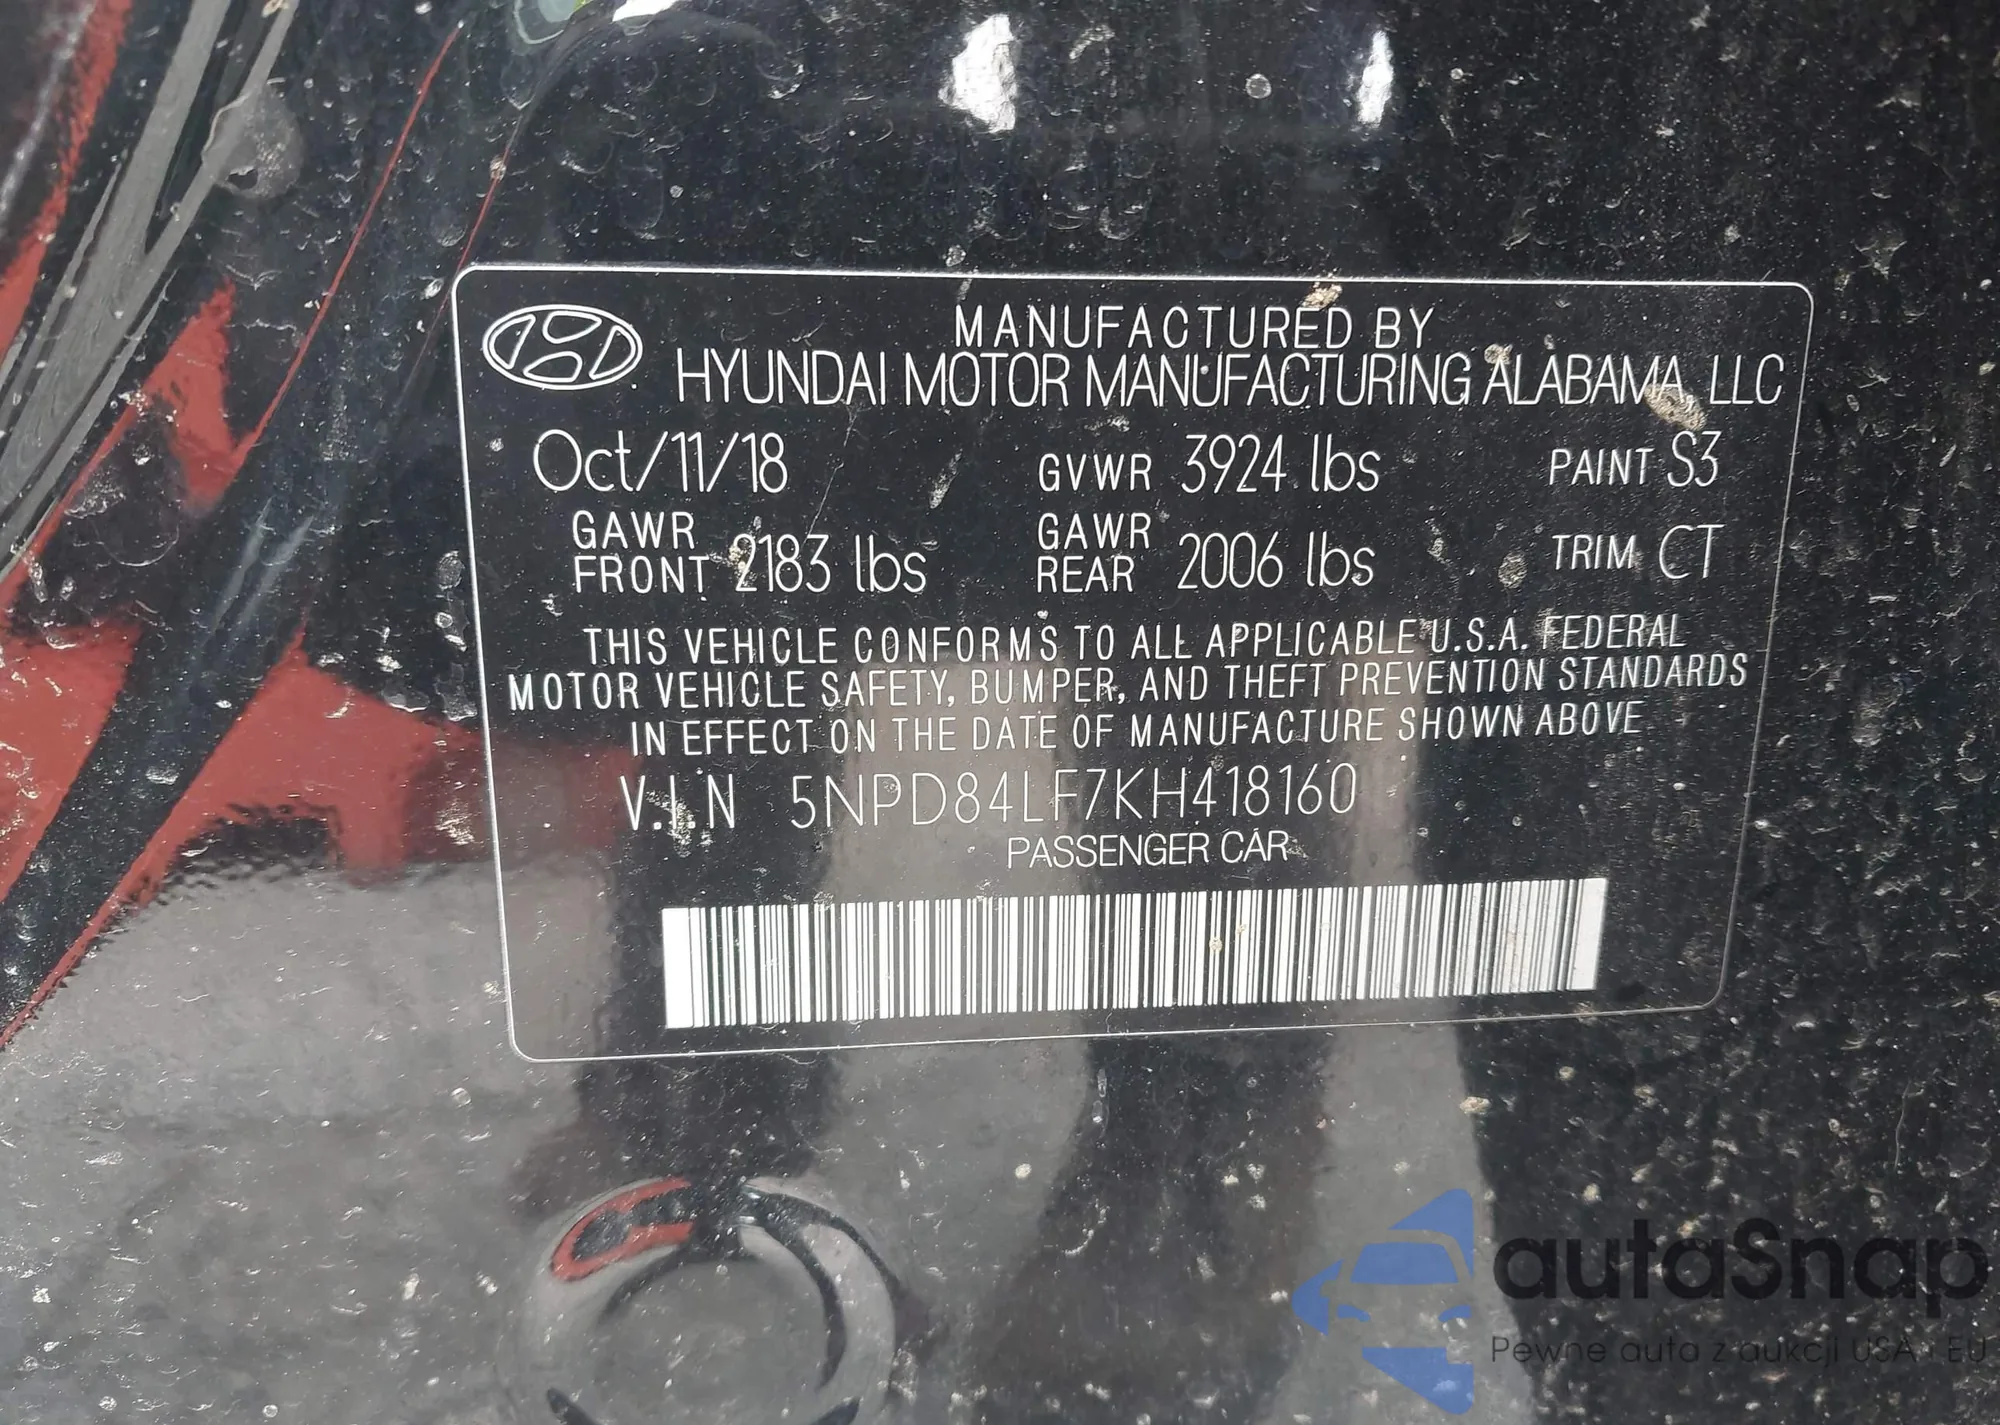 MANUFACTURED BY
HYUNDAI MOTOR MANUFACTURING ALABAMA, LLC
Oct/11/18 GVWR 3924 lbs PAINT S3
GAWR FRONT 2183 lbs GAWR REAR 2006 lbs TRIM CT
THIS VEHICLE CONFORMS TO ALL APPLICABLE U.S.A. FEDERAL
MOTOR VEHICLE SAFETY, BUMPER, AND THEFT PREVENTION STANDARDS
IN EFFECT ON THE DATE OF MANUFACTURE SHOWN ABOVE
V.I.N 5NPD84LF7KH418160
PASSENGER CAR
autaSnap
Pewne auta z aukcji USA i EU